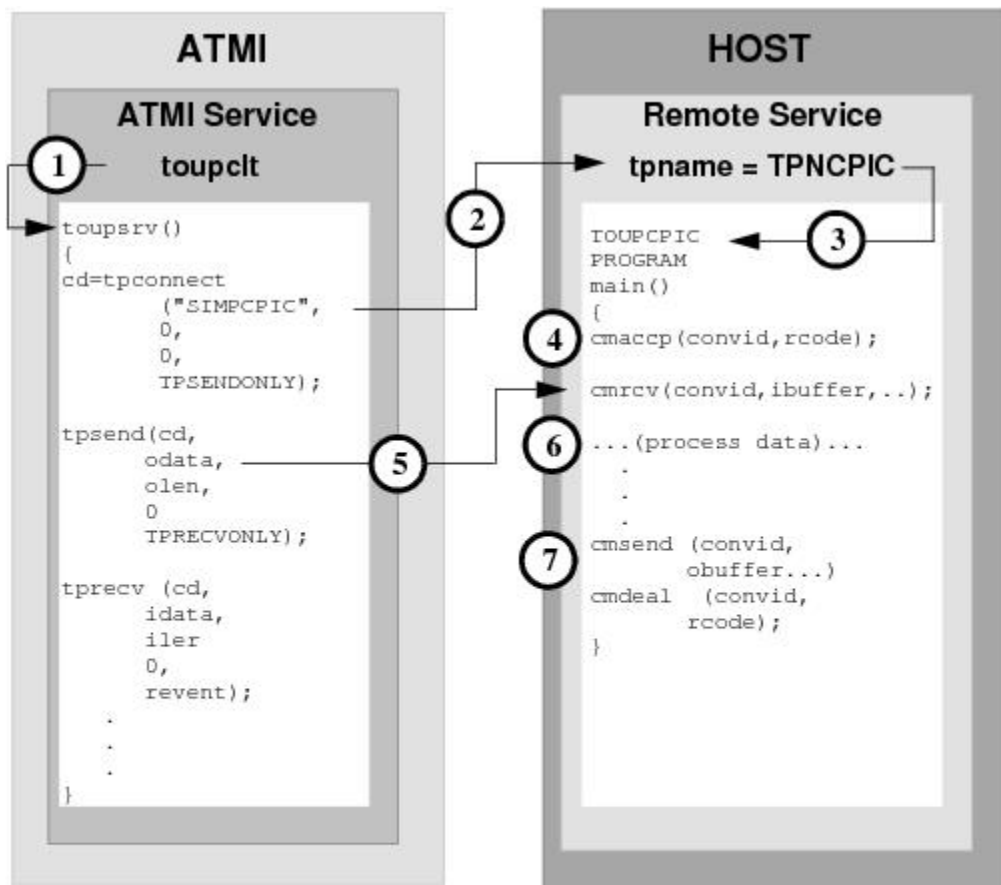 ATMI
ATMI Service
1
toupclt
toupsrv()
{
cd=tpconnect
("SIMPCPIC",
0,
0,
TPSENDONLY);
tpsend(cd,
odata,
olen,
0
TPRECVONLY);
tprecv (cd,
idata,
iler
0,
revent);
.
.
.
}
2
5
HOST
Remote Service
tpname = TPNCPIC
3
TOUPCPIC
PROGRAM
main()
{
4
cmaccp(convid,rcode);
cmrcv(convid,ibuffer,..);
6
...(process data)...
.
.
.
7
cmsend (convid,
obuffer...)
cmdeal (convid,
rcode);
}